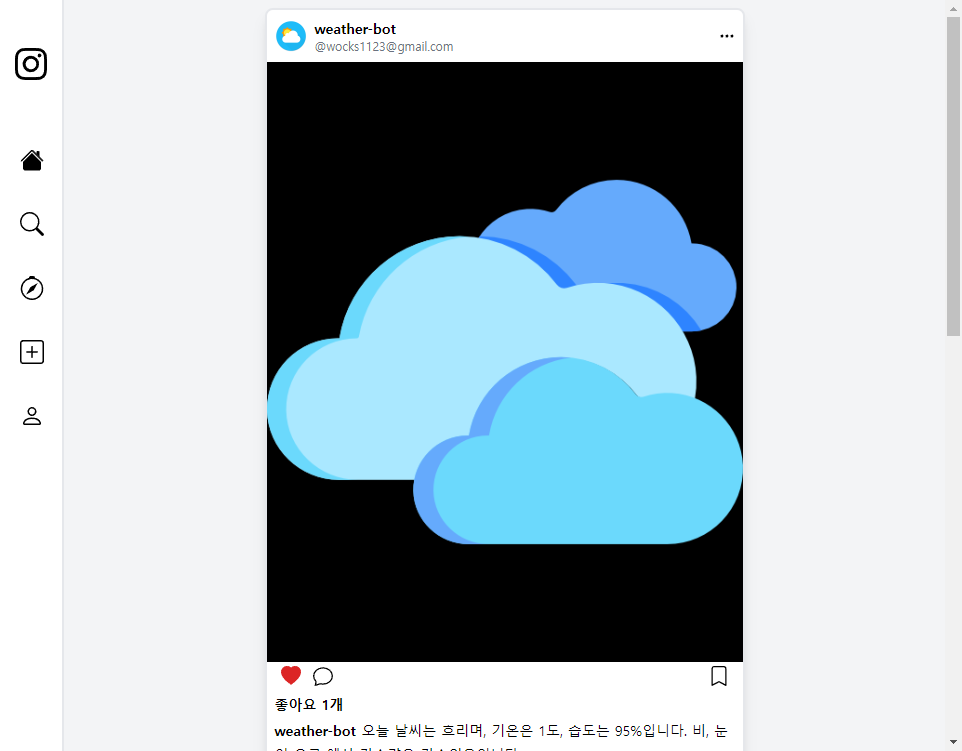 weather-bot
@wocks1123@gmail.com
좋아요 1개
weather-bot 오늘 날씨는 흐리며, 기온은 1도, 습도는 95%입니다. 비, 눈